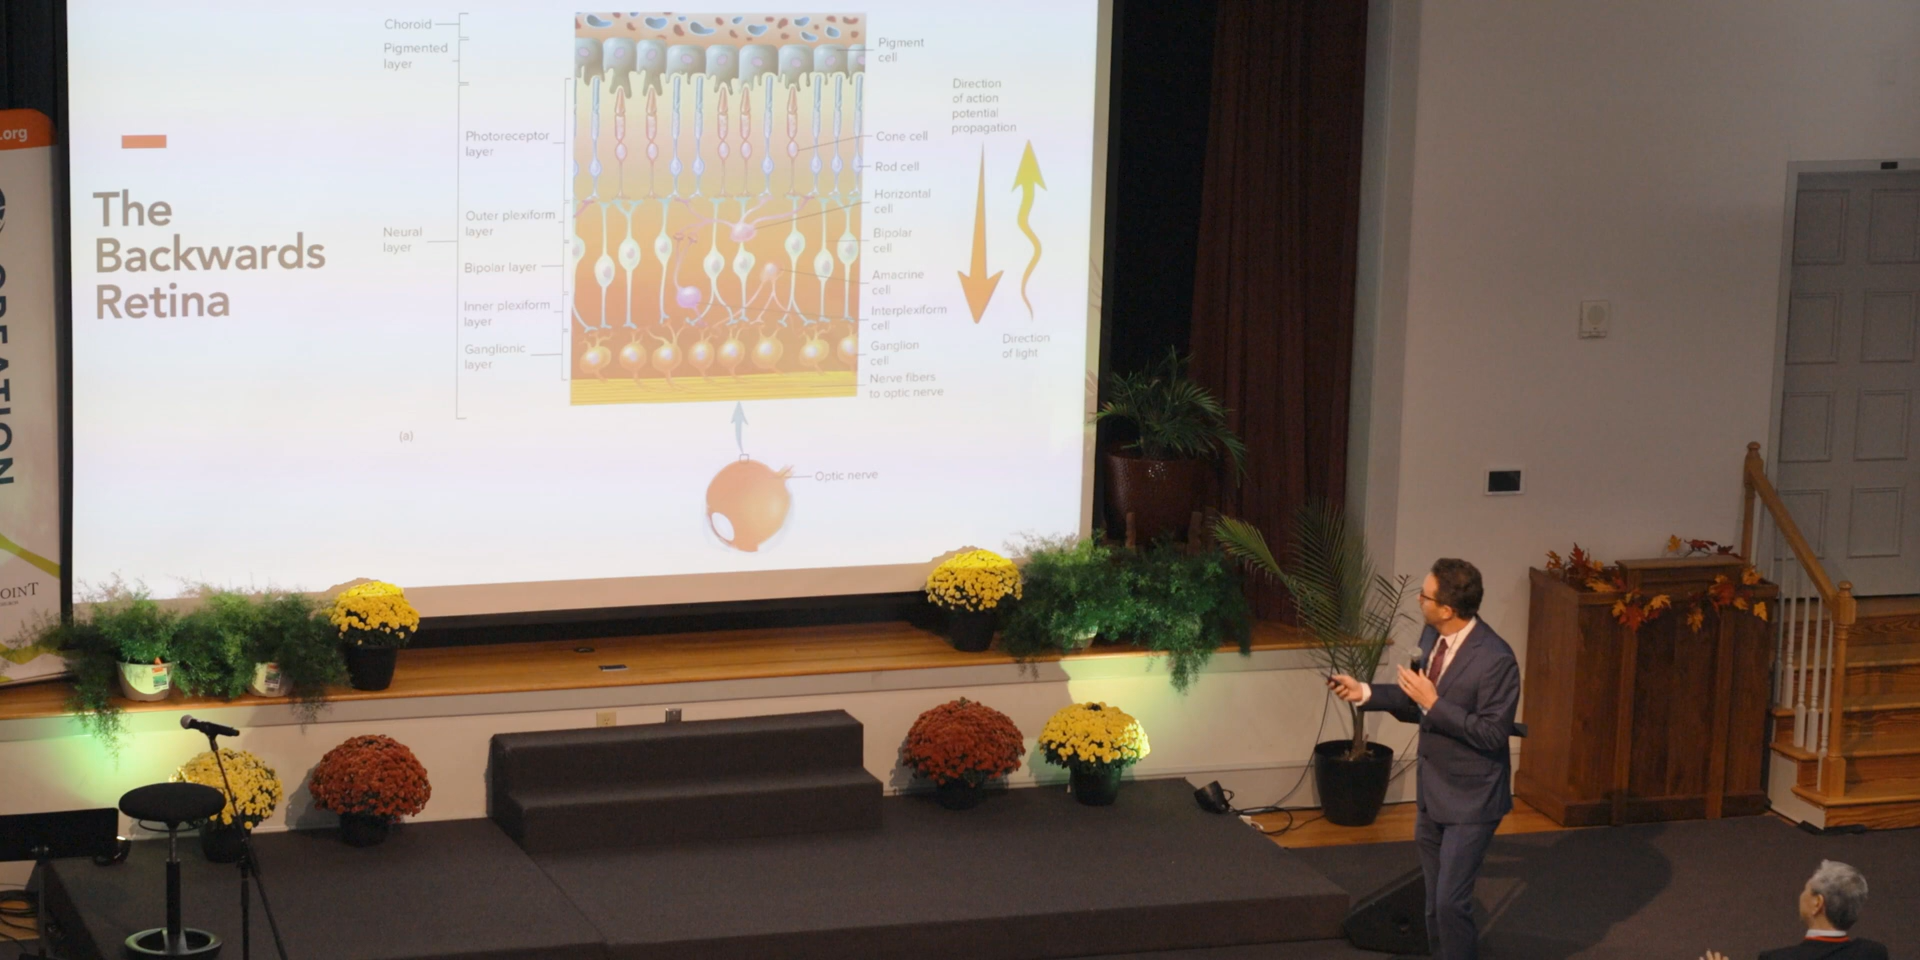 .org
CREATION
The
Backwards
Retina
Choroid
Pigmented
layer
Neural
layer
Photoreceptor
layer
Outer plexiform
layer
Bipolar layer
Inner plexiform
layer
Ganglionic
layer
Pigment
cell
Cone cell
Rod cell
Horizontal
cell
Bipolar
cell
Amacrine
cell
Interplexiform
cell
Ganglion
cell
Nerve fibers
to optic nerve
Direction
of action
potential
propagation
Direction
of light
(a)
Optic nerve